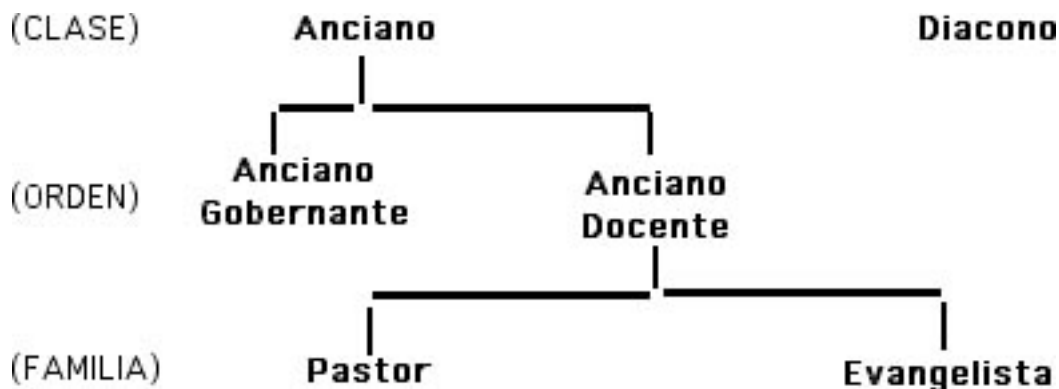 (CLASE) Anciano Diacono
(ORDEN) Anciano Gobernante Anciano Docente
(FAMILIA) Pastor Evangelista